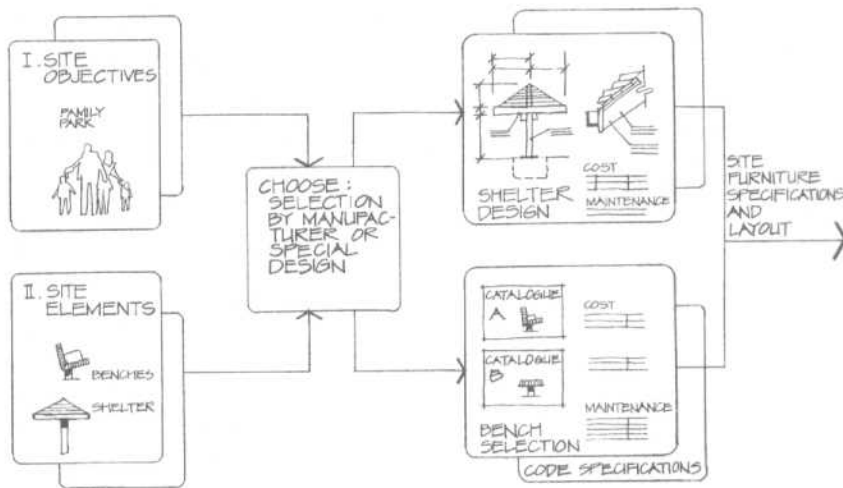 I. SITE
OBJECTIVES
FAMILY
PARK
II. SITE
ELEMENTS
BENCHES
SHELTER
CHOOSE:
SELECTION
BY MANUFAC-
TURER OR
SPECIAL
DESIGN
COST
SHELTER
DESIGN
MAINTENANCE
CATALOGUE
A
COST
CATALOGUE
B
MAINTENANCE
BENCH
SELECTION
CODE SPECIFICATIONS
SITE
FURNITURE
SPECIFICATIONS
AND
LAYOUT